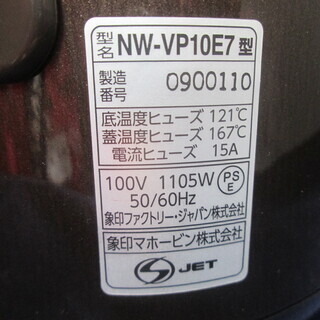 型名 NW-VP10E7 型
製造番号 0900110
底温度ヒューズ 121℃
蓋温度ヒューズ 167℃
電流ヒューズ 15A
100V 1105W
50/60Hz
PSE
象印ファクトリー・ジャパン株式会社
象印マホービン株式会社
S JET